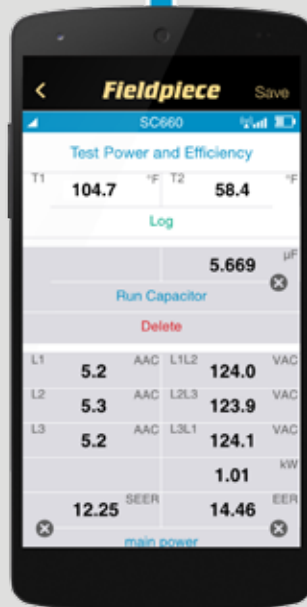 Fieldpiece Save
SC660
Test Power and Efficiency
T1 104.7 °F T2 58.4 °F
Log
5.669 µF
Run Capacitor
Delete
L1 5.2 AAC L1L2 124.0 VAC
L2 5.3 AAC L2L3 123.9 VAC
L3 5.2 AAC L3L1 124.1 VAC
1.01 kW
12.25 SEER 14.46 EER
main power